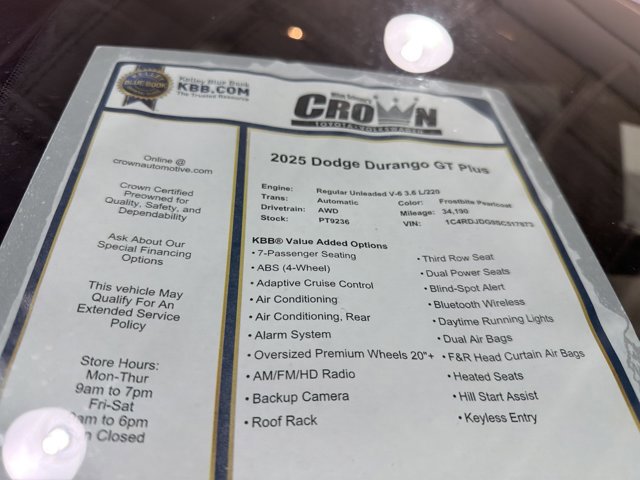 BLUE BOOK
Kelley Blue Book
KBB.COM
The Trusted Resource
CROWN
TOYOTA VOLKSWAGEN
Online @
crownautomotive.com
Crown Certified
Preowned for
Quality, Safety, and
Dependability
Ask About Our
Special Financing
Options
This vehicle May
Qualify For An
Extended Service
Policy
Store Hours:
Mon-Thur
9am to 7pm
Fri-Sat
to 6pm
Closed
2025 Dodge Durango GT Plus
Engine: Regular Unleaded V-6 3.6 L/220
Trans: Automatic Color: Frostbite Pearlcoat
Drivetrain: AWD Mileage: 34,190
Stock: PT9236 VIN:
KBB® Value Added Options
• 7-Passenger Seating
• ABS (4-Wheel)
• Adaptive Cruise Control
• Air Conditioning
• Air Conditioning, Rear
• Alarm System
• Oversized Premium Wheels 20"+
• AM/FM/HD Radio
• Backup Camera
• Roof Rack
• Third Row Seat
• Dual Power Seats
• Blind-Spot Alert
• Bluetooth Wireless
• Daytime Running Lights
• Dual Air Bags
• F&R Head Curtain Air Bags
• Heated Seats
• Hill Start Assist
• Keyless Entry